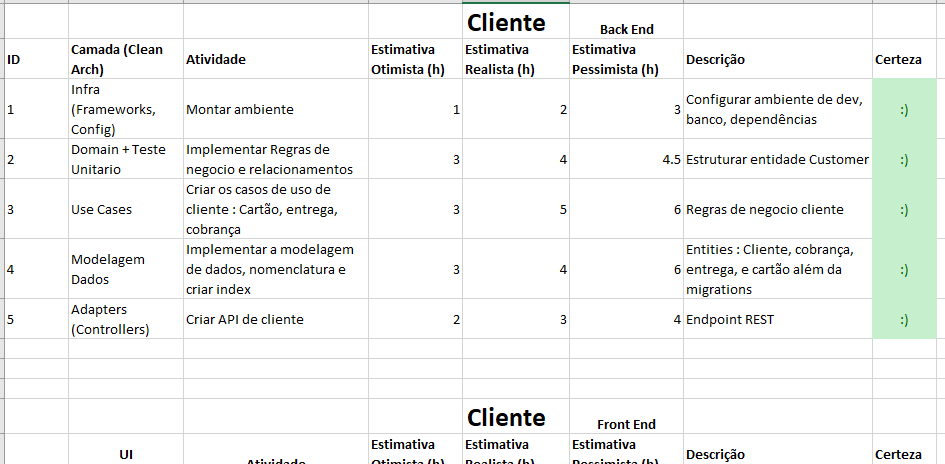 Cliente Back End
ID Camada (Clean Arch) Atividade Estimativa Otimista (h) Estimativa Realista (h) Estimativa Pessimista (h) Descrição Certeza
1 Infra (Frameworks, Config) Montar ambiente 1 2 3 Configurar ambiente de dev, banco, dependências :)
2 Domain + Teste Unitario Implementar Regras de negocio e relacionamentos 3 4 4.5 Estruturar entidade Customer :)
3 Use Cases Criar os casos de uso de cliente : Cartão, entrega, cobrança 3 5 6 Regras de negocio cliente :)
4 Modelagem Dados Implementar a modelagem de dados, nomenclatura e criar index 3 4 6 Entities : Cliente, cobrança, entrega, e cartão além da migrations :)
5 Adapters (Controllers) Criar API de cliente 2 3 4 Endpoint REST :)
Cliente Front End
UI Atividade Estimativa Otimista (h) Estimativa Realista (h) Estimativa Pessimista (h) Descrição Certeza